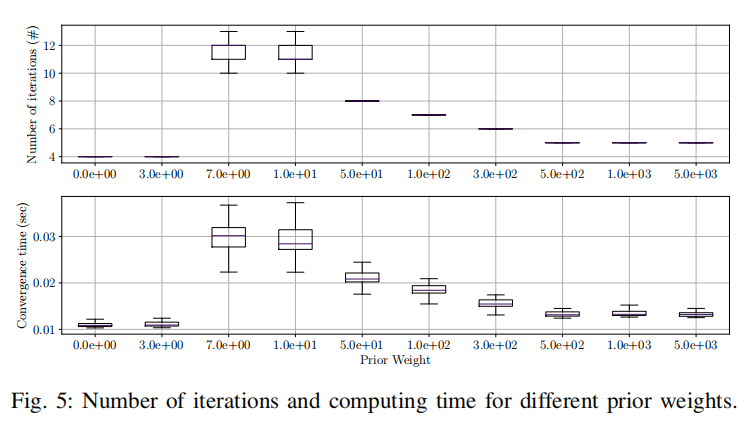 Number of iterations (#)
12
10
8
6
4
0.0e+00 3.0e+00 7.0e+00 1.0e+01 5.0e+01 1.0e+02 3.0e+02 5.0e+02 1.0e+03 5.0e+03
Convergence time (sec)
0.03
0.02
0.01
0.0e+00 3.0e+00 7.0e+00 1.0e+01 5.0e+01 1.0e+02 3.0e+02 5.0e+02 1.0e+03 5.0e+03
Prior Weight
Fig. 5: Number of iterations and computing time for different prior weights.